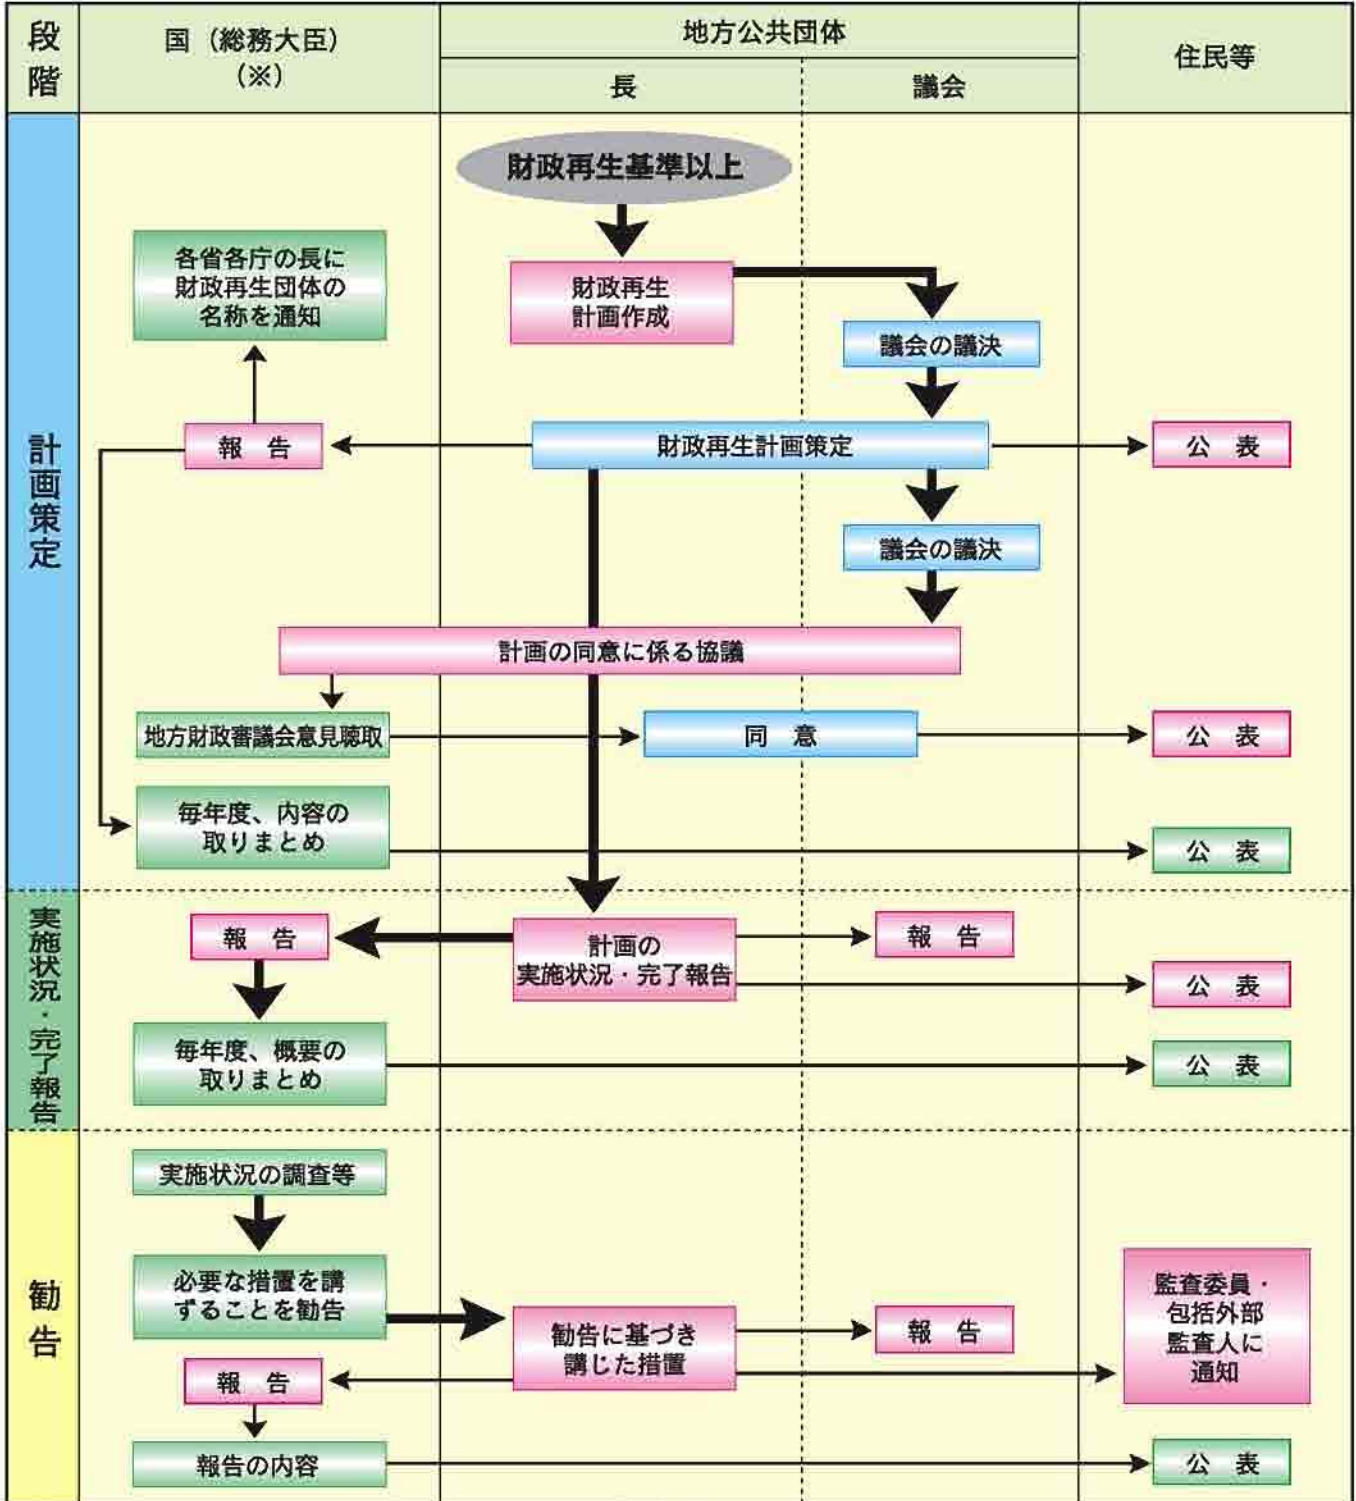 段
階
国（総務大臣）
（※）
地方公共団体
長
議会
住民等
計画策定
財政再生基準以上
各省各庁の長に
財政再生団体の
名称を通知
財政再生
計画作成
議会の議決
報　告
財政再生計画策定
公　表
議会の議決
計画の同意に係る協議
地方財政審議会意見聴取
同　意
公　表
毎年度、内容の
取りまとめ
公　表
実施状況・完了報告
報　告
計画の
実施状況・完了報告
報　告
公　表
毎年度、概要の
取りまとめ
公　表
勧
告
実施状況の調査等
必要な措置を講
ずることを勧告
勧告に基づき
講じた措置
報　告
監査委員・
包括外部
監査人に
通知
報　告
報告の内容
公　表